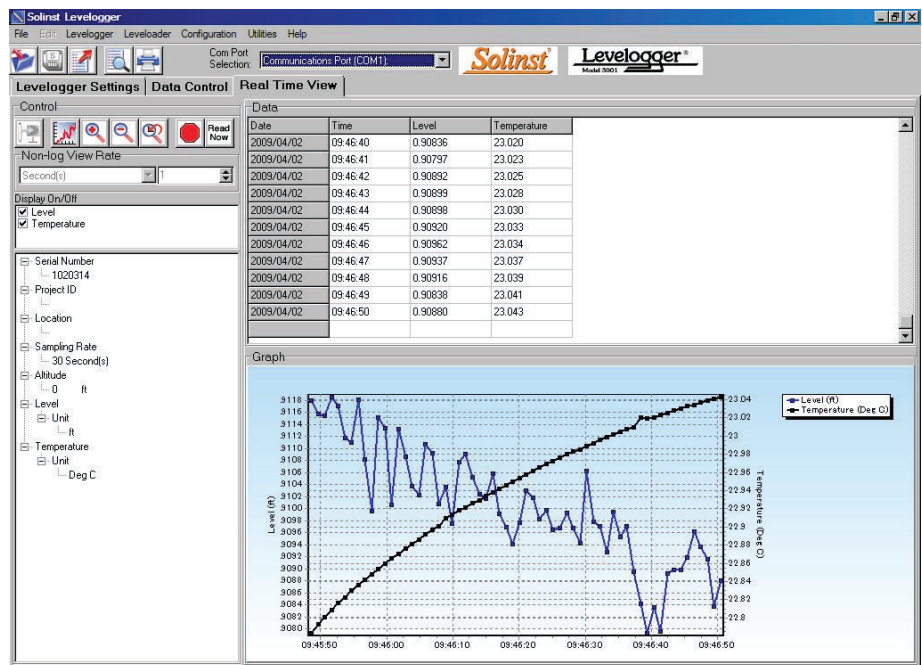 Solinst Levelogger
File Edit Levelogger Leveloader Configuration Utilities Help
Com Port
Selection: Communications Port (COM1):
Solinst
Levelogger
Model 3001
Levelogger Settings Data Control Real Time View
Control
Read
Now
Non-log View Rate
Second(s) 1
Display On/Off
Level
Temperature
Serial Number
1020314
Project ID
Location
Sampling Rate
30 Second(s)
Altitude
0 ft
Level
Unit
ft
Temperature
Unit
Deg C
Data
Date Time Level Temperature
2009/04/02 09:46:40 0.90836 23.020
2009/04/02 09:46:41 0.90797 23.023
2009/04/02 09:46:42 0.90892 23.025
2009/04/02 09:46:43 0.90899 23.028
2009/04/02 09:46:44 0.90898 23.030
2009/04/02 09:46:45 0.90920 23.033
2009/04/02 09:46:46 0.90962 23.034
2009/04/02 09:46:47 0.90937 23.037
2009/04/02 09:46:48 0.90916 23.039
2009/04/02 09:46:49 0.90838 23.041
2009/04/02 09:46:50 0.90880 23.043
Graph
Level (ft)
.9118
.9116
.9114
.9112
.9110
.9108
.9106
.9104
.9102
.9100
.9098
.9096
.9094
.9092
.9090
.9088
.9086
.9084
.9082
.9080
09:45:50 09:46:00 09:46:10 09:46:20 09:46:30 09:46:40 09:46:50
23.04
23.02
23
22.98
22.96
22.94
22.92
22.9
22.88
22.86
22.84
22.82
22.8
Temperature (Deg C)
Level (ft)
Temperature (Deg C)